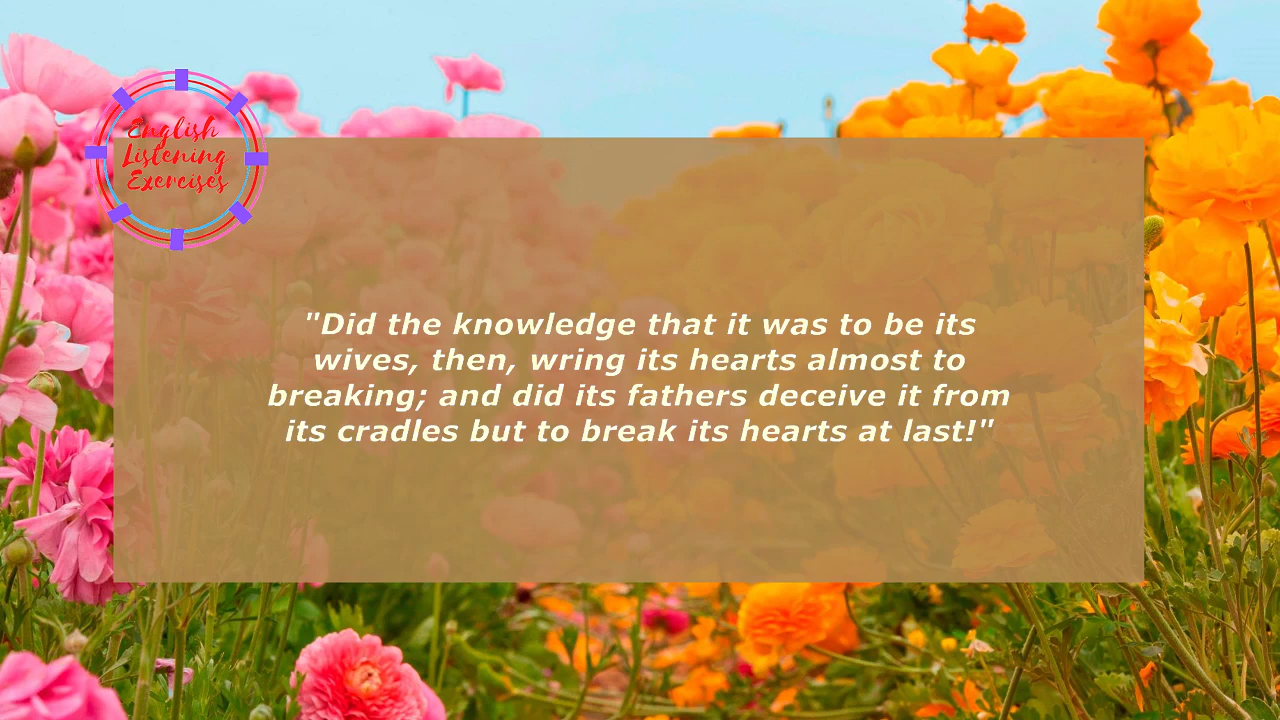 English
Listening
Exercises
"Did the knowledge that it was to be its
wives, then, wring its hearts almost to
breaking; and did its fathers deceive it from
its cradles but to break its hearts at last!"